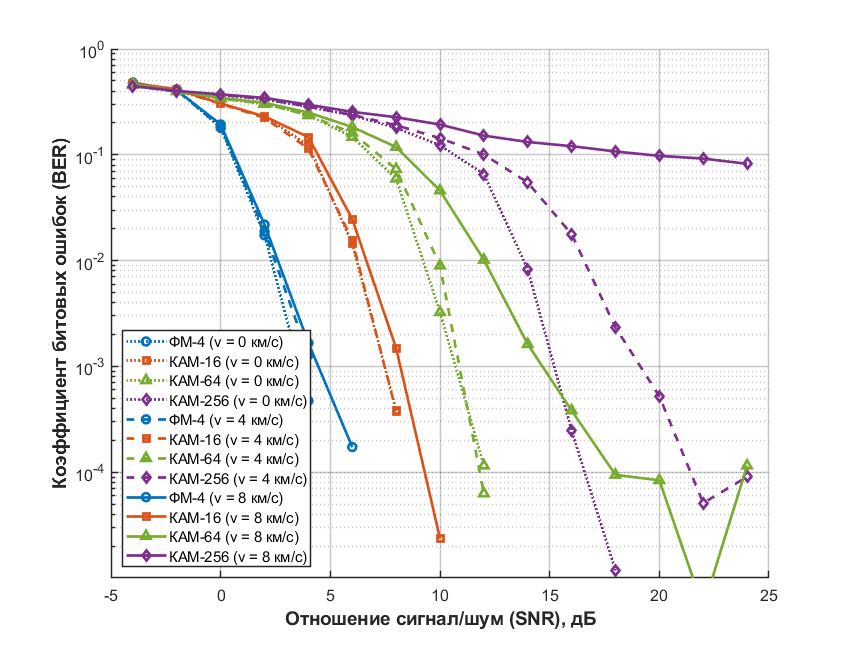 10^0
10^-1
10^-2
10^-3
10^-4
Коэффициент битовых ошибок (BER)
ФМ-4 (v = 0 км/с)
КАМ-16 (v = 0 км/с)
КАМ-64 (v = 0 км/с)
КАМ-256 (v = 0 км/с)
ФМ-4 (v = 4 км/с)
КАМ-16 (v = 4 км/с)
КАМ-64 (v = 4 км/с)
КАМ-256 (v = 4 км/с)
ФМ-4 (v = 8 км/с)
КАМ-16 (v = 8 км/с)
КАМ-64 (v = 8 км/с)
КАМ-256 (v = 8 км/с)
-5 0 5 10 15 20 25
Отношение сигнал/шум (SNR), дБ